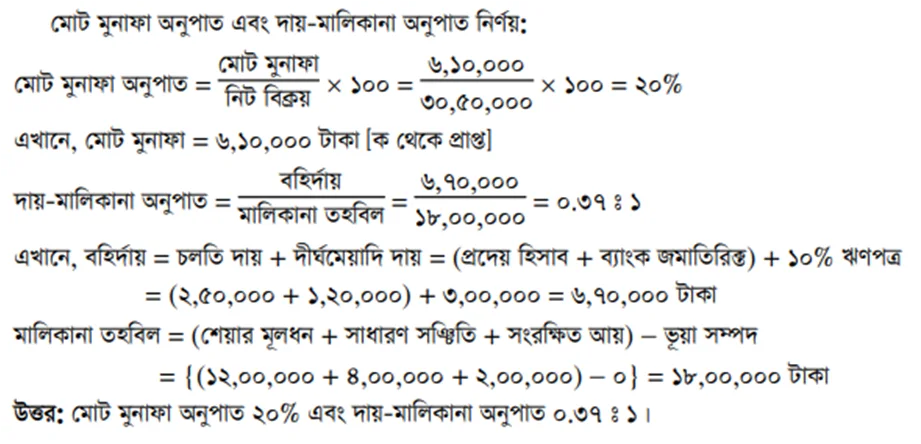 মোট মুনাফা অনুপাত এবং দায়-মালিকানা অনুপাত নির্ণয়:
মোট মুনাফা অনুপাত = মোট মুনাফা / নিট বিক্রয় × ১০০ = ৬,১০,০০০ / ৩০,৫০,০০০ × ১০০ = ২০%
এখানে, মোট মুনাফা = ৬,১০,০০০ টাকা [ক থেকে প্রাপ্ত]
দায়-মালিকানা অনুপাত = বহির্দায় / মালিকানা তহবিল = ৬,৭০,০০০ / ১৮,০০,০০০ = ০.৩৭ ঃ ১
এখানে, বহির্দায় = চলতি দায় + দীর্ঘমেয়াদি দায় = (প্রদেয় হিসাব + ব্যাংক জমাতিরিক্ত) + ১০% ঋণপত্র
= (২,৫০,০০০ + ১,২০,০০০) + ৩,০০,০০০ = ৬,৭০,০০০ টাকা
মালিকানা তহবিল = (শেয়ার মূলধন + সাধারণ সঞ্চিতি + সংরক্ষিত আয়) – ভূয়া সম্পদ
= {(১২,০০,০০০ + ৪,০০,০০০ + ২,০০,০০০) – ০} = ১৮,০০,০০০ টাকা
উত্তর: মোট মুনাফা অনুপাত ২০% এবং দায়-মালিকানা অনুপাত ০.৩৭ ঃ ১।